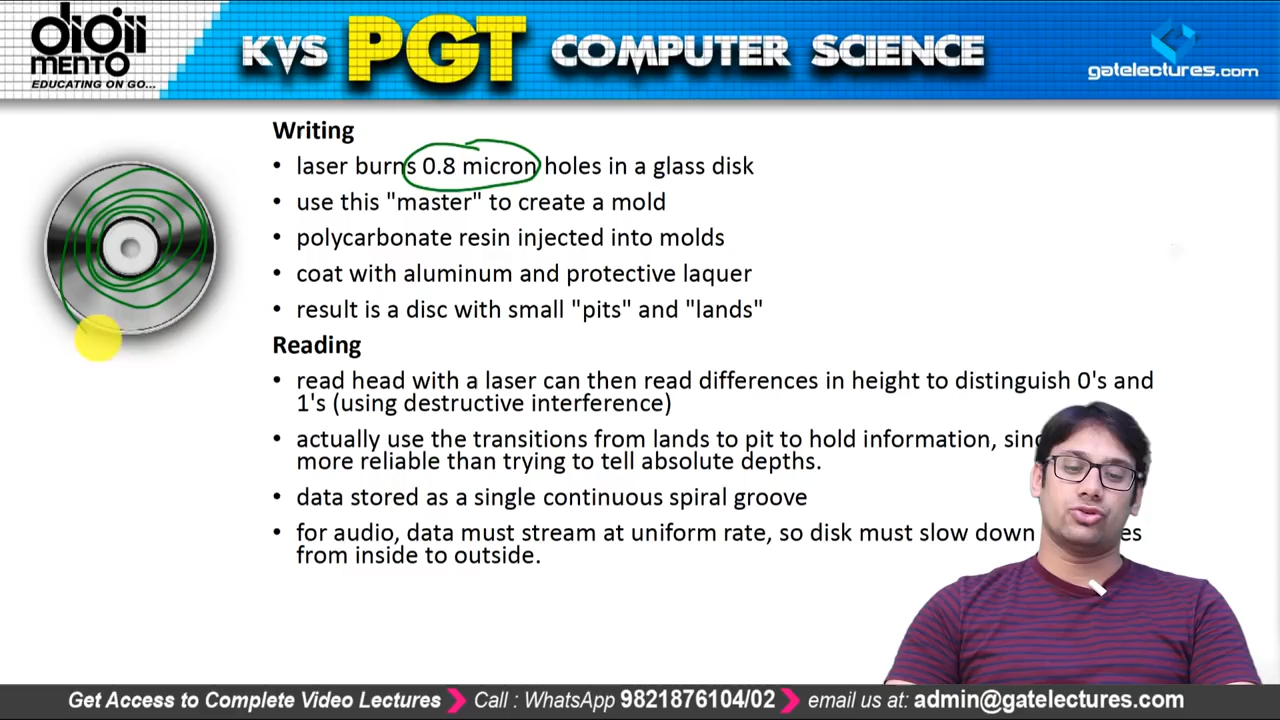 digii
MENTO
EDUCATING ON GO...
KVS PGT COMPUTER SCIENCE
gatelectures.com
Writing
• laser burns 0.8 micron holes in a glass disk
• use this "master" to create a mold
• polycarbonate resin injected into molds
• coat with aluminum and protective laquer
• result is a disc with small "pits" and "lands"
Reading
• read head with a laser can then read differences in height to distinguish 0's and
1's (using destructive interference)
• actually use the transitions from lands to pit to hold information,
more reliable than trying to tell absolute depths.
• data stored as a single continuous spiral groove
• for audio, data must stream at uniform rate, so disk must slow down
from inside to outside.
Get Access to Complete Video Lectures Call : WhatsApp 9821876104/02 email us at: admin@gatelectures.com